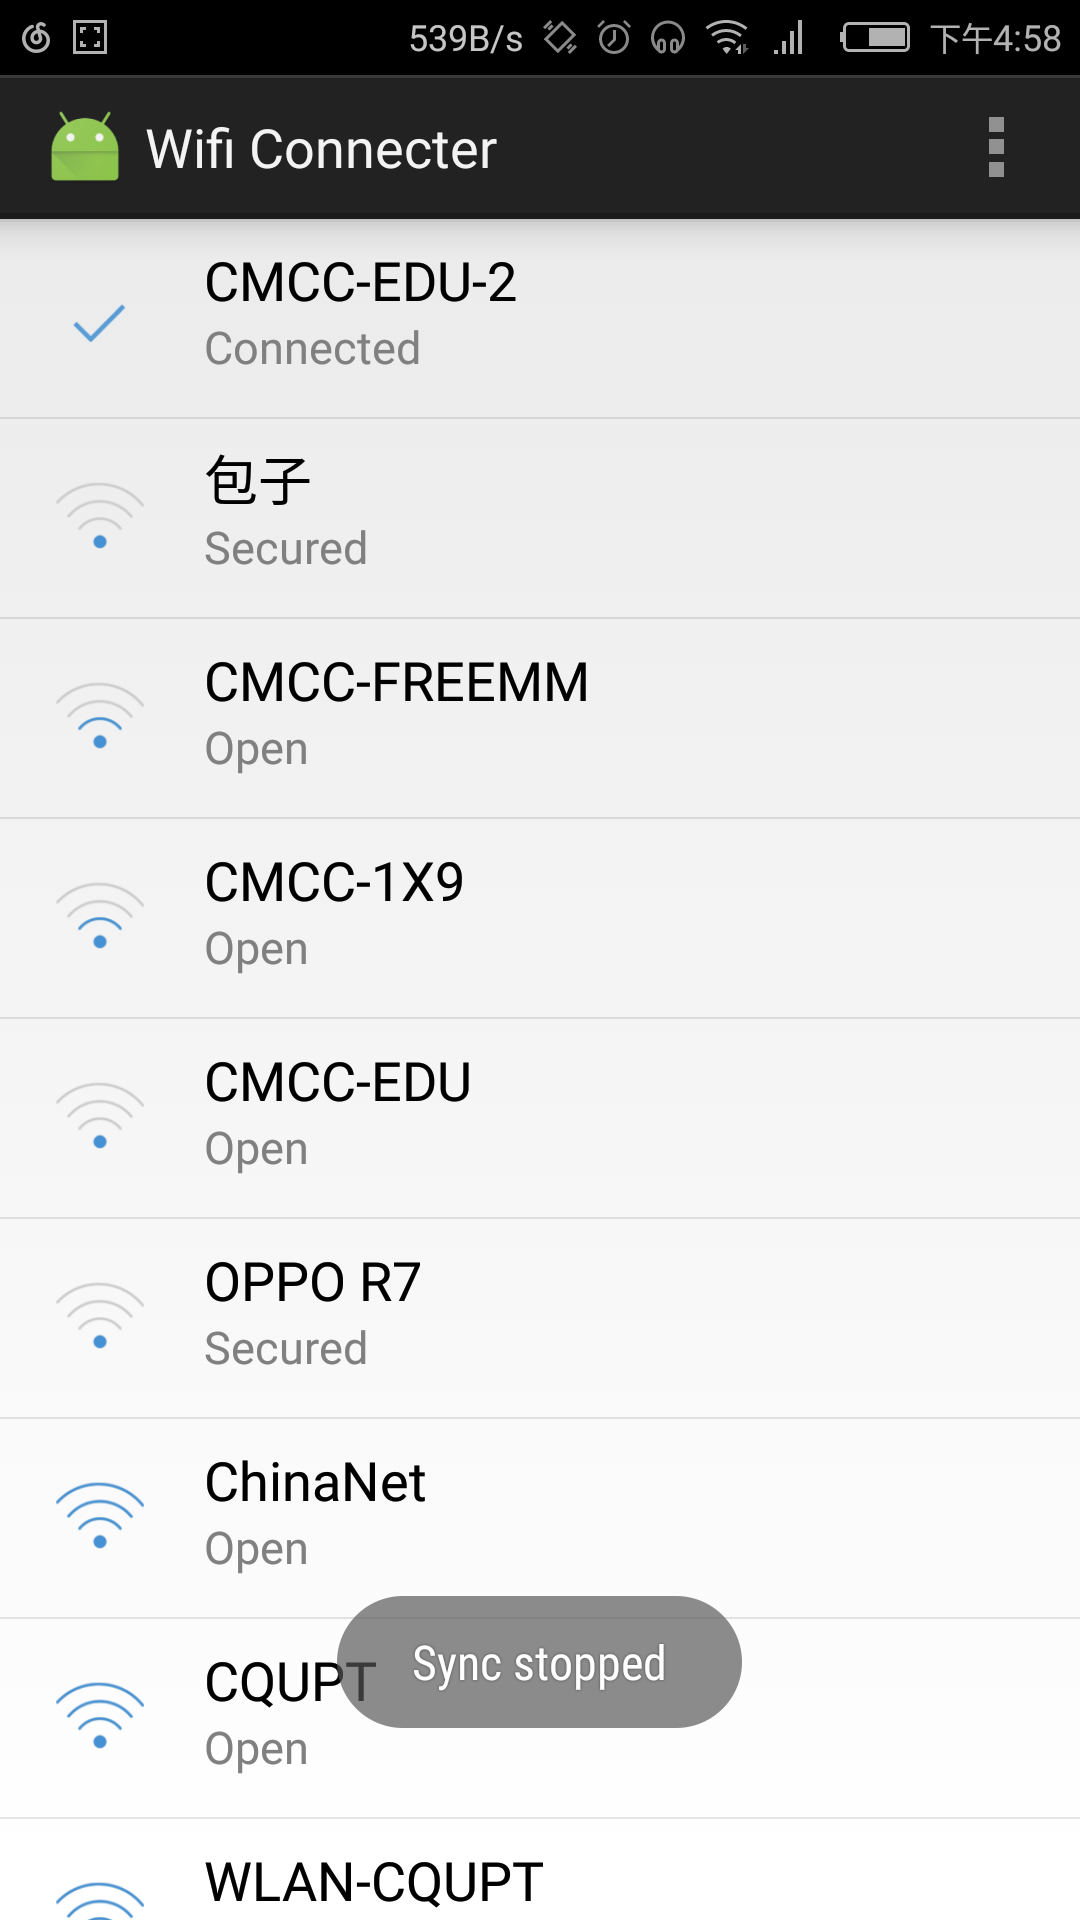 539B/s 下午4:58
Wifi Connecter
CMCC-EDU-2
Connected
包子
Secured
CMCC-FREEMM
Open
CMCC-1X9
Open
CMCC-EDU
Open
OPPO R7
Secured
ChinaNet
Open
CQUPT
Sync stopped
Open
WLAN-CQUPT